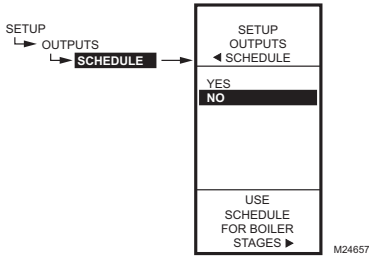 SETUP
OUTPUTS
SCHEDULE
SETUP
OUTPUTS
◄ SCHEDULE
YES
NO
USE
SCHEDULE
FOR BOILER
STAGES ►
M24657